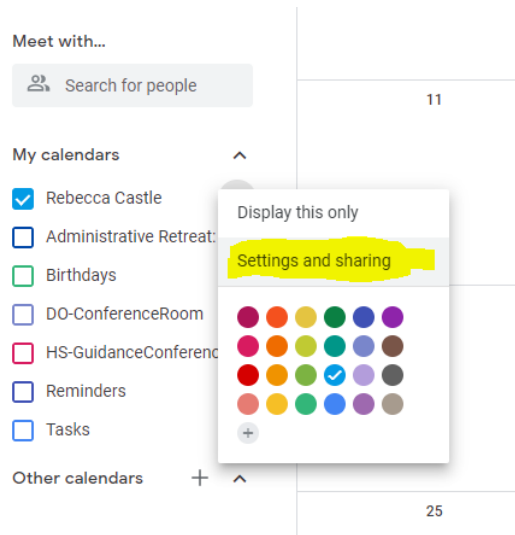 Meet with...
Search for people
11
My calendars
Rebecca Castle
Display this only
Administrative Retreat:
Settings and sharing
Birthdays
DO-ConferenceRoom
HS-GuidanceConferenc
Reminders
Tasks
Other calendars
25